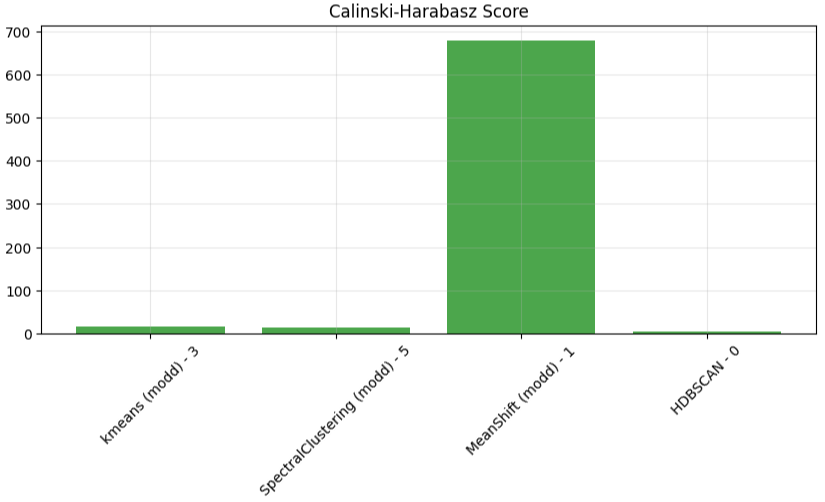 Calinski-Harabasz Score
700
600
500
400
300
200
100
0
kmeans (modd) - 3
SpectralClustering (modd) - 5
MeanShift (modd) - 1
HDBSCAN - 0